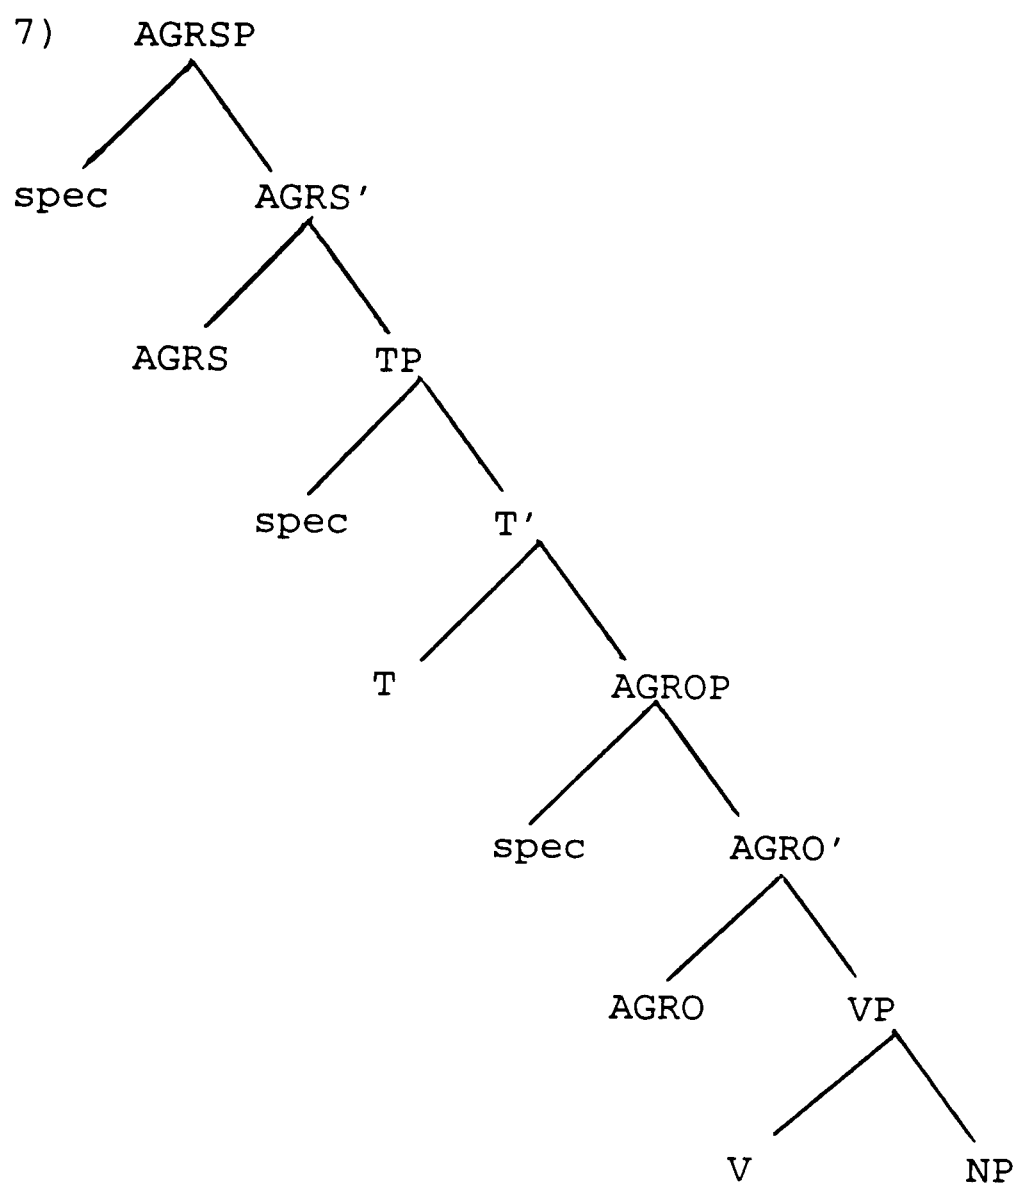 7) AGRSP
spec AGRS'
AGRS TP
spec T'
T AGROP
spec AGRO'
AGRO VP
V NP